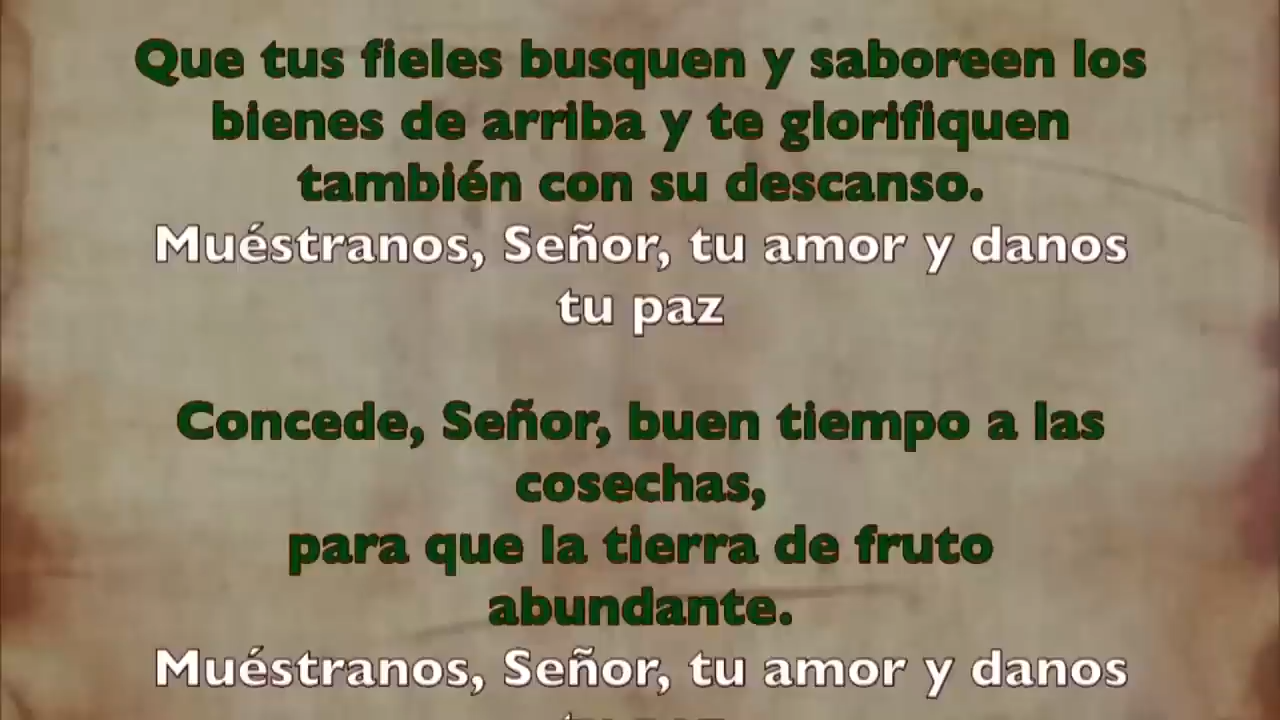 Que tus fieles busquen y saboreen los
bienes de arriba y te glorifiquen
también con su descanso.
Muéstranos, Señor, tu amor y danos
tu paz
Concede, Señor, buen tiempo a las
cosechas,
para que la tierra de fruto
abundante.
Muéstranos, Señor, tu amor y danos